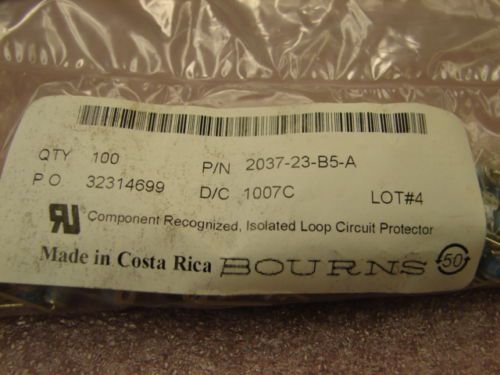 QTY 100 P/N 2037-23-B5-A
P O 32314699 D/C 1007C LOT#4
RU Component Recognized, Isolated Loop Circuit Protector
Made in Costa Rica BOURNS 50